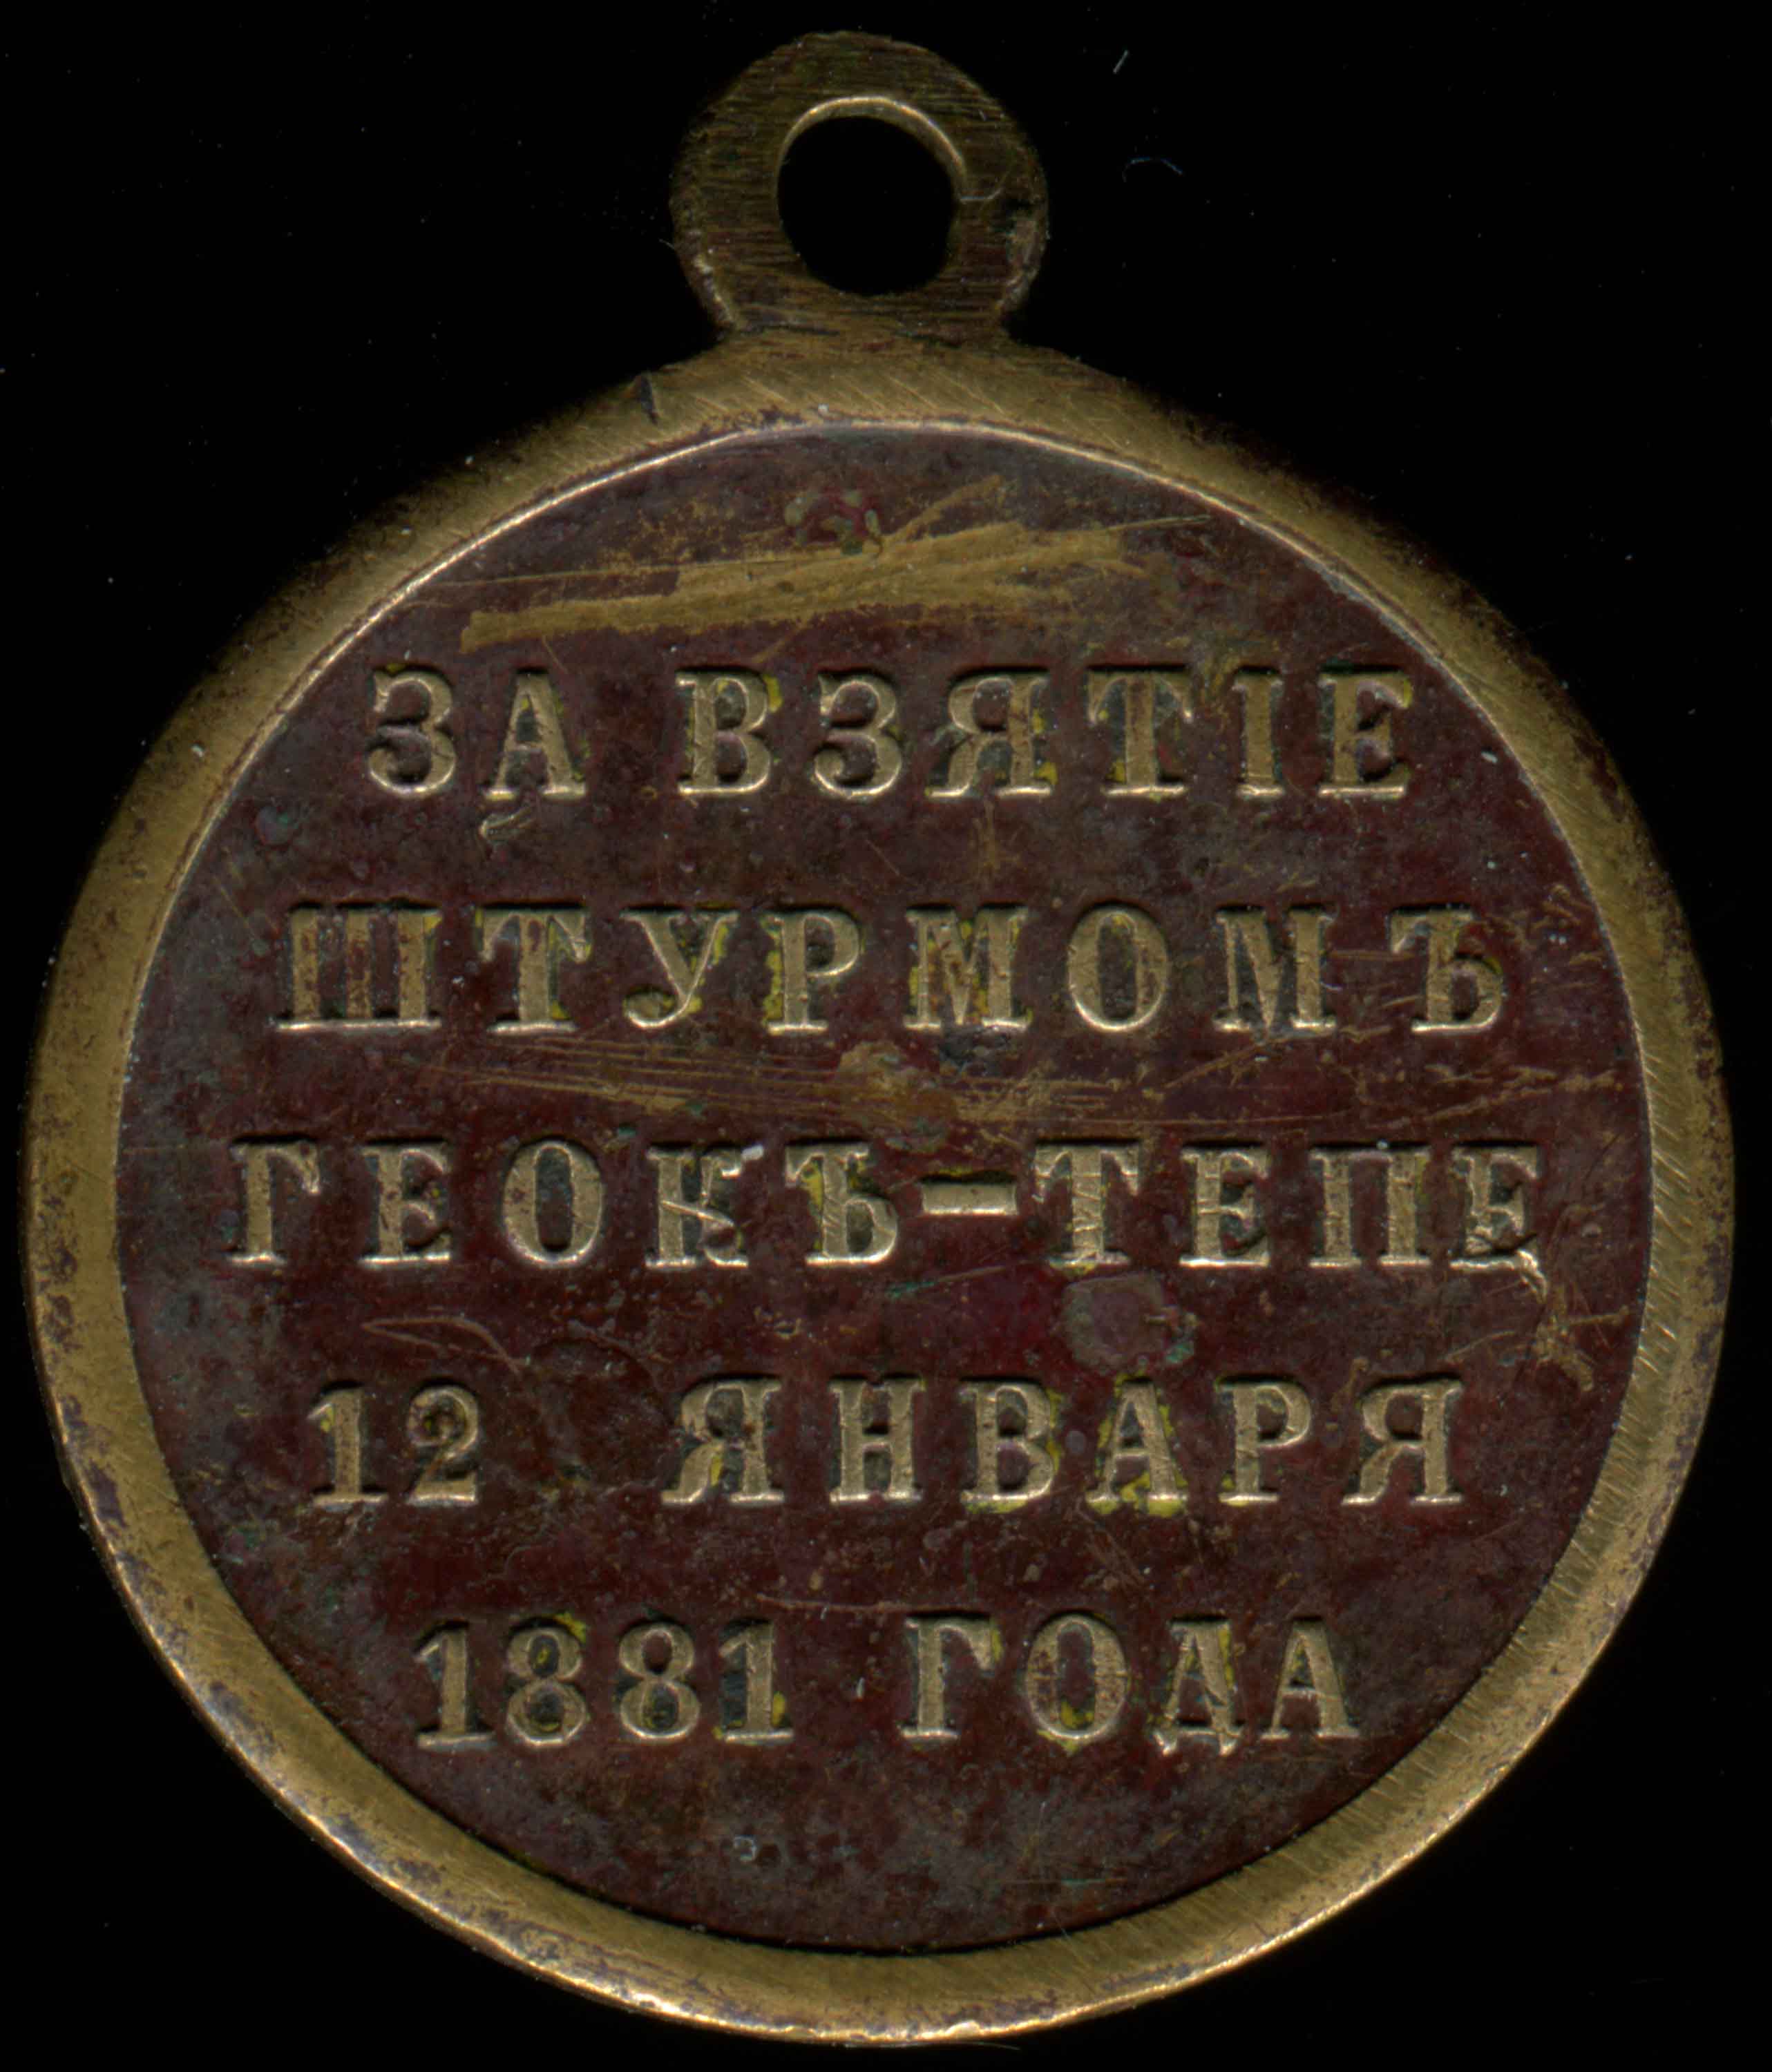 ЗА ВЗЯТІЕ
ШТУРМОМЪ
ГЕОКЪ-ТЕПЕ
12 ЯНВАРЯ
1881 ГОДА